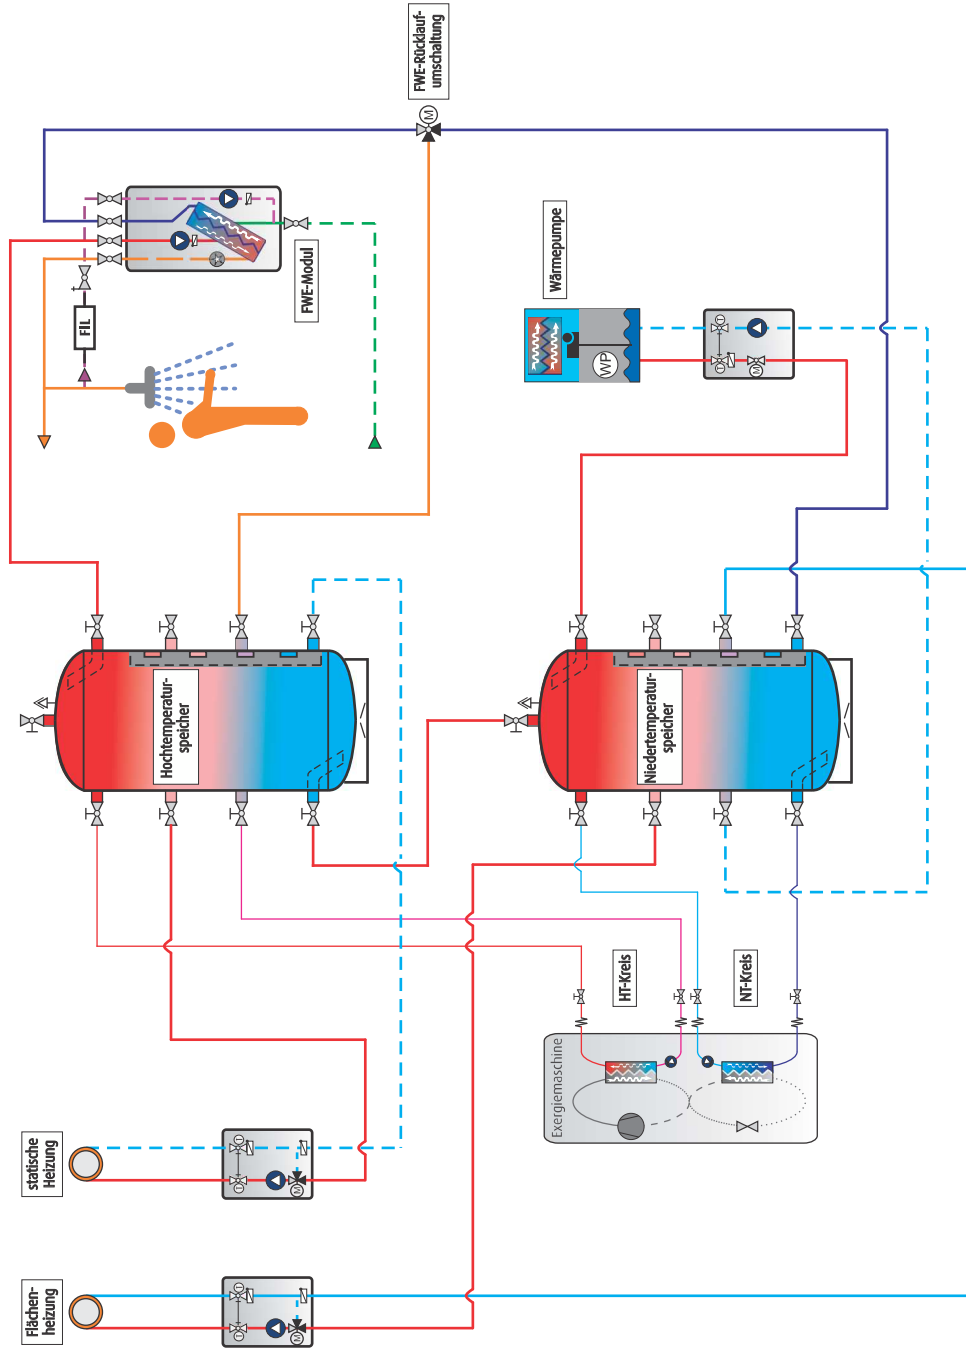 Flächen-
heizung
statische
Heizung
FIL
Hochtemperatur-
speicher
T
T
T
T
M
M
FWE-Modul
FWE-Rücklauf-
umschaltung
M
Exergiemaschine
Wärmepumpe
WP
HT-Kreis
Niedertemperatur-
speicher
T
T
NT-Kreis
M